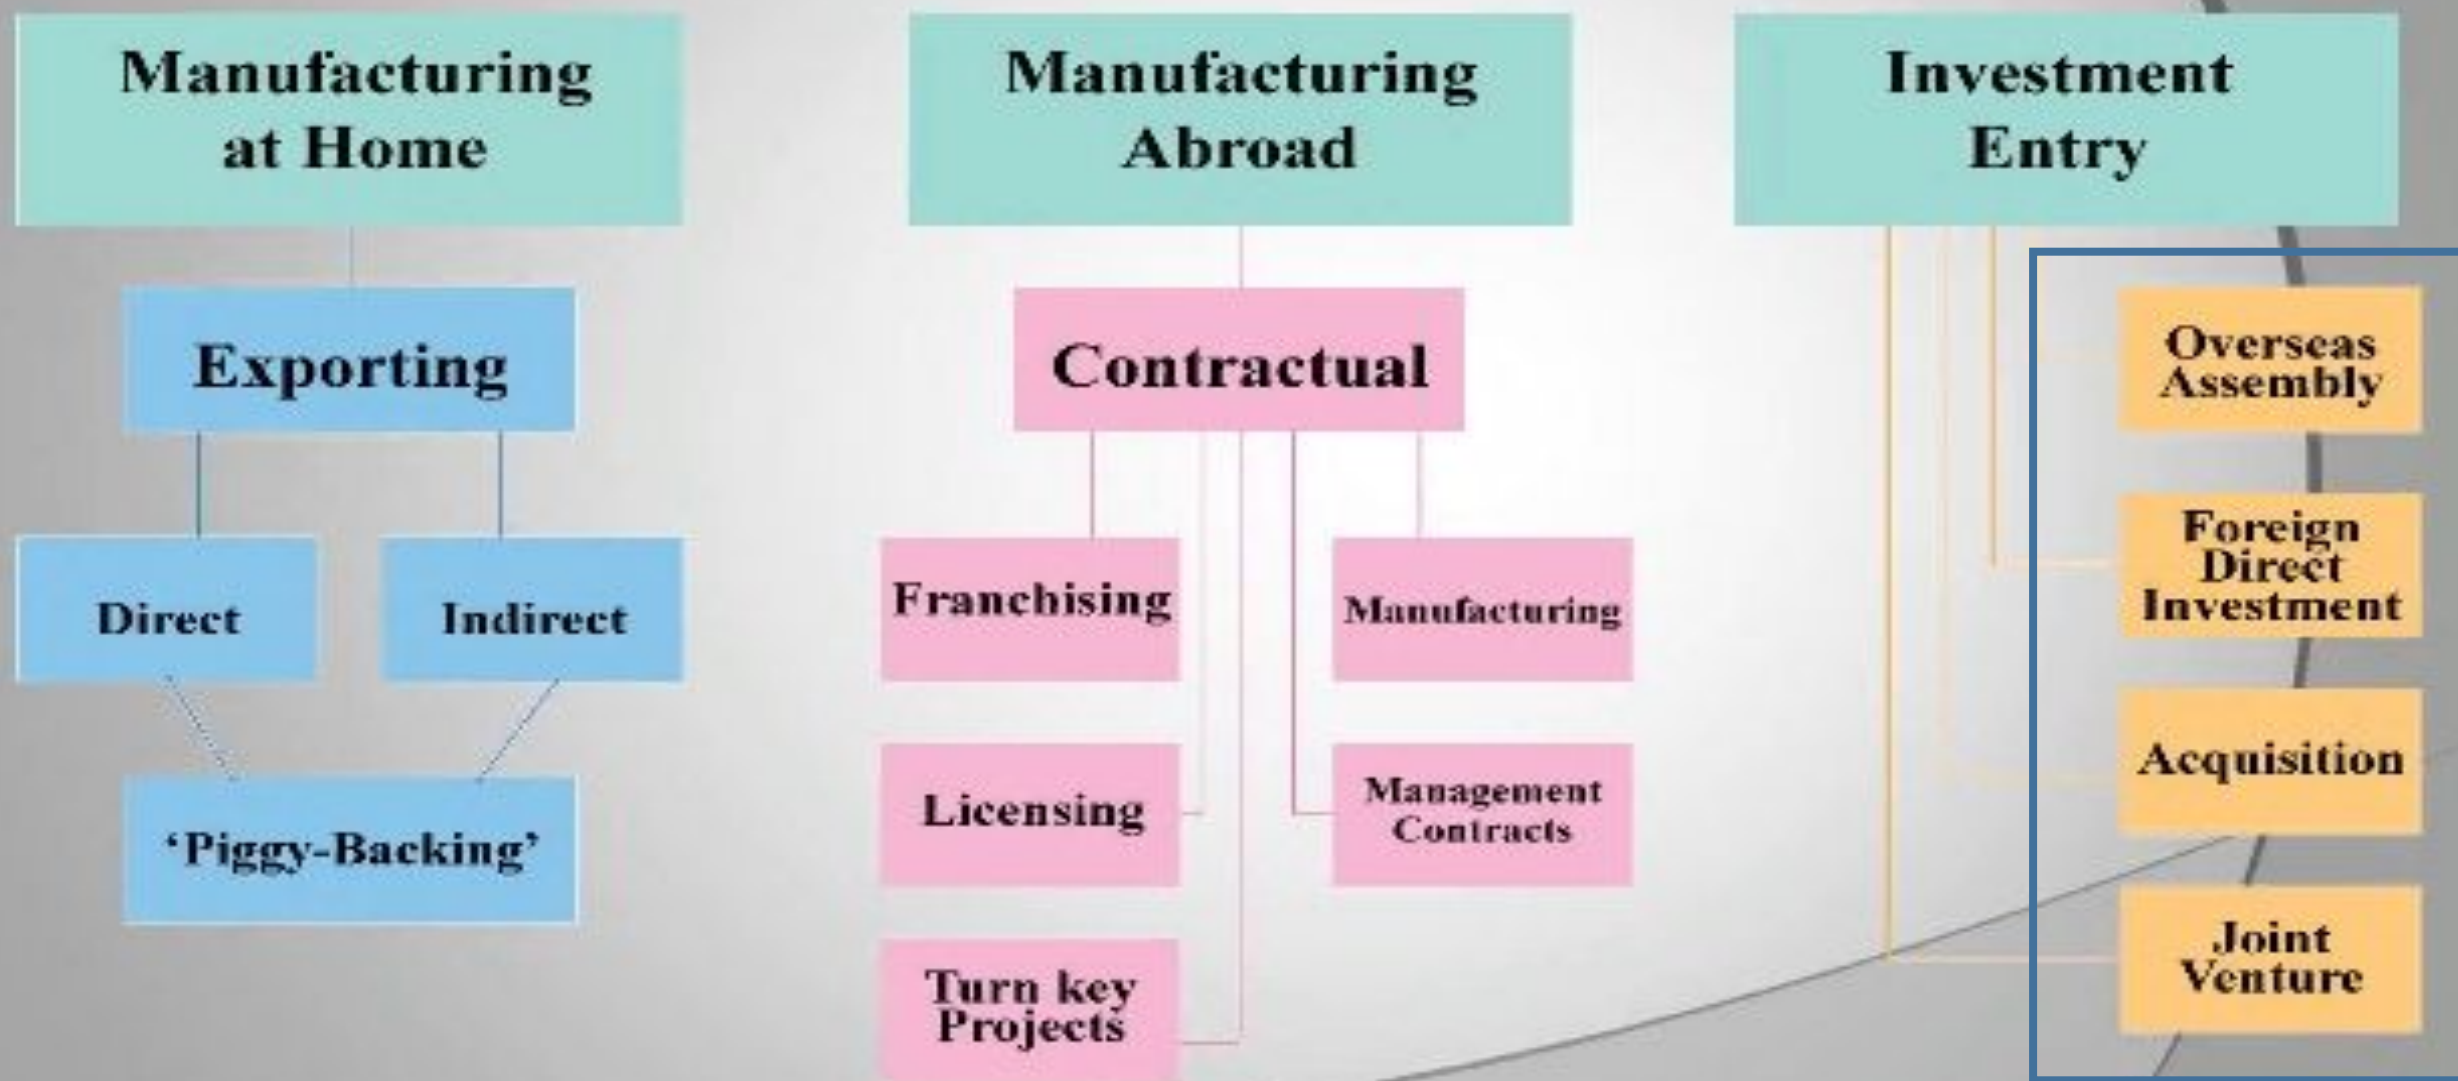 Manufacturing
at Home
Manufacturing
Abroad
Investment
Entry
Exporting
Contractual
Overseas
Assembly
Direct
Indirect
Franchising
Manufacturing
Foreign
Direct
Investment
‘Piggy-Backing’
Licensing
Management
Contracts
Acquisition
Turn key
Projects
Joint
Venture